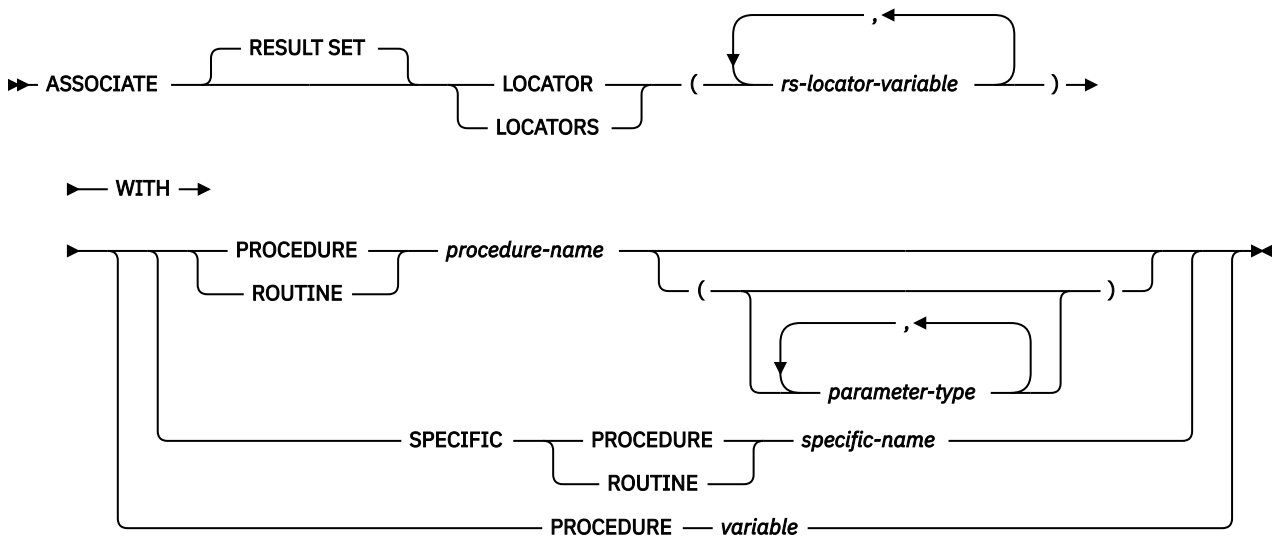 ,
RESULT SET
ASSOCIATE LOCATOR ( rs-locator-variable )
LOCATORS
WITH
PROCEDURE procedure-name
ROUTINE ( )
,
parameter-type
SPECIFIC PROCEDURE specific-name
ROUTINE
PROCEDURE variable